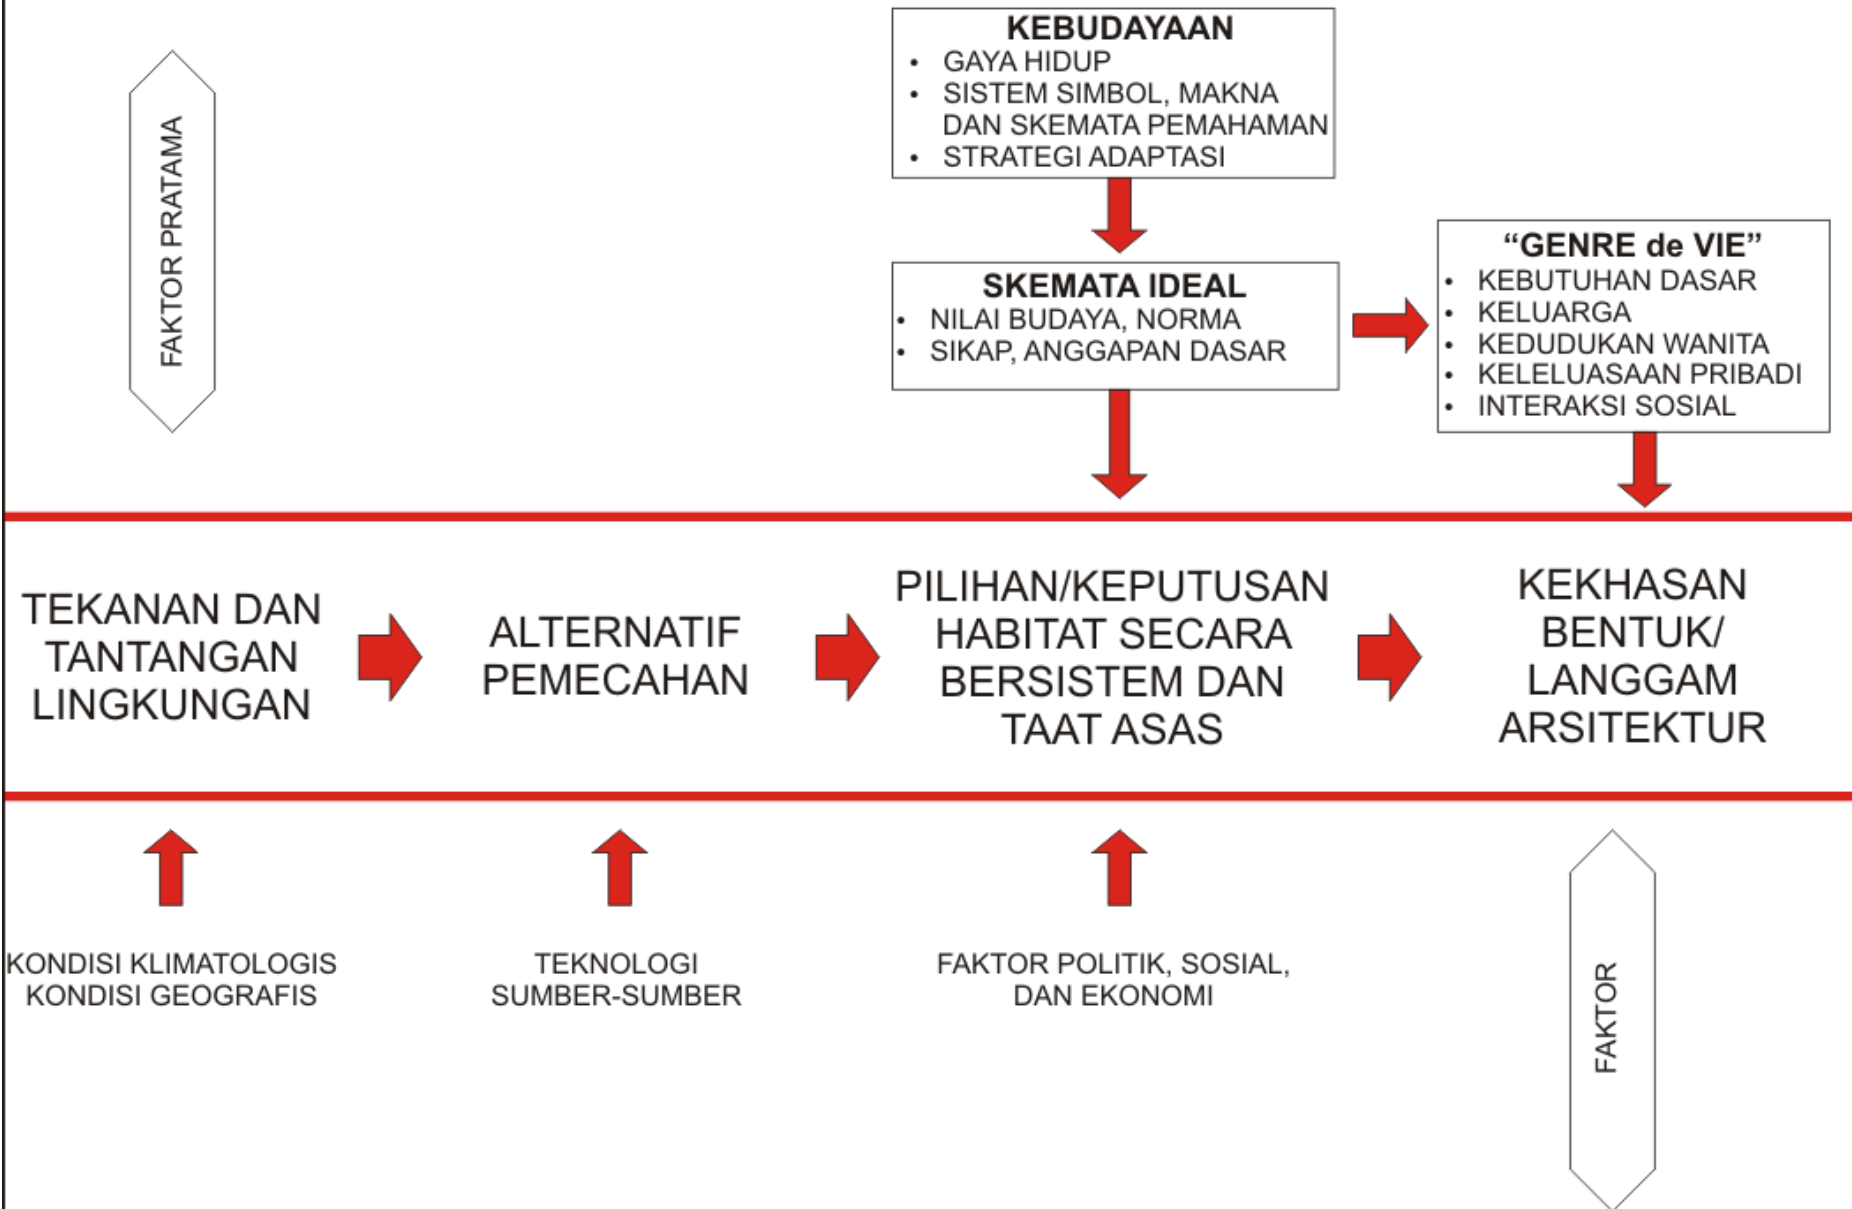 FAKTOR PRATAMA
KEBUDAYAAN
• GAYA HIDUP
• SISTEM SIMBOL, MAKNA
DAN SKEMATA PEMAHAMAN
• STRATEGI ADAPTASI
SKEMATA IDEAL
• NILAI BUDAYA, NORMA
• SIKAP, ANGGAPAN DASAR
“GENRE de VIE”
• KEBUTUHAN DASAR
• KELUARGA
• KEDUDUKAN WANITA
• KELELUASAAN PRIBADI
• INTERAKSI SOSIAL
TEKANAN DAN
TANTANGAN
LINGKUNGAN
ALTERNATIF
PEMECAHAN
PILIHAN/KEPUTUSAN
HABITAT SECARA
BERSISTEM DAN
TAAT ASAS
KEKHASAN
BENTUK/
LANGGAM
ARSITEKTUR
KONDISI KLIMATOLOGIS
KONDISI GEOGRAFIS
TEKNOLOGI
SUMBER-SUMBER
FAKTOR POLITIK, SOSIAL,
DAN EKONOMI
FAKTOR